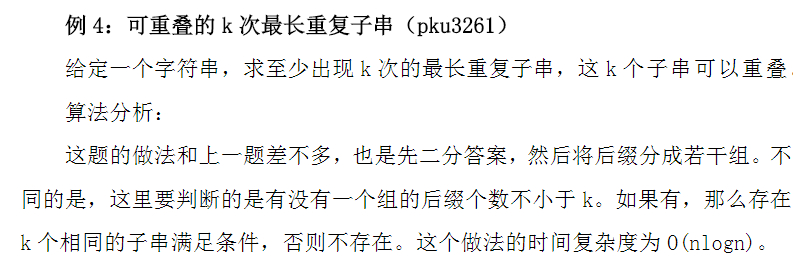 例 4：可重叠的 k 次最长重复子串（pku3261）
给定一个字符串，求至少出现 k 次的最长重复子串，这 k 个子串可以重叠。
算法分析：
这题的做法和上一题差不多，也是先二分答案，然后将后缀分成若干组。不
同的是，这里要判断的是有没有一个组的后缀个数不小于 k。如果有，那么存在
k 个相同的子串满足条件，否则不存在。这个做法的时间复杂度为 O(nlogn)。